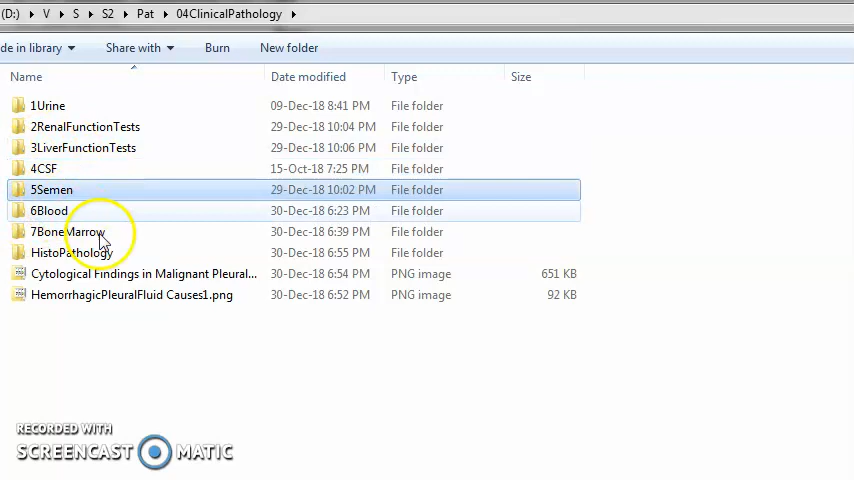 (D:) V S S2 Pat 04ClinicalPathology
de in library Share with Burn New folder
Name Date modified Type Size
1Urine 09-Dec-18 8:41 PM File folder
2RenalFunctionTests 29-Dec-18 10:04 PM File folder
3LiverFunctionTests 29-Dec-18 10:06 PM File folder
4CSF 15-Oct-18 7:25 PM File folder
5Semen 29-Dec-18 10:02 PM File folder
6Blood 30-Dec-18 6:23 PM File folder
7BoneMarrow 30-Dec-18 6:39 PM File folder
HistoPathology 30-Dec-18 6:55 PM File folder
Cytological Findings in Malignant Pleural... 30-Dec-18 6:54 PM PNG image 651 KB
HemorrhagicPleuralFluid Causes1.png 30-Dec-18 6:52 PM PNG image 92 KB
RECORDED WITH
SCREENCAST MATIC